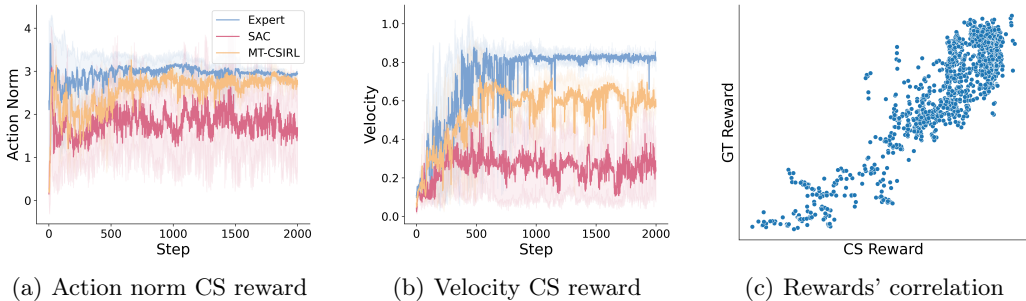 4
3
2
1
0
Action Norm
Expert
SAC
MT-CSIRL
0
500
1000
1500
2000
Step
(a) Action norm CS reward
1.0
0.8
0.6
0.4
0.2
0.0
Velocity
0
500
1000
1500
2000
Step
(b) Velocity CS reward
GT Reward
CS Reward
(c) Rewards' correlation